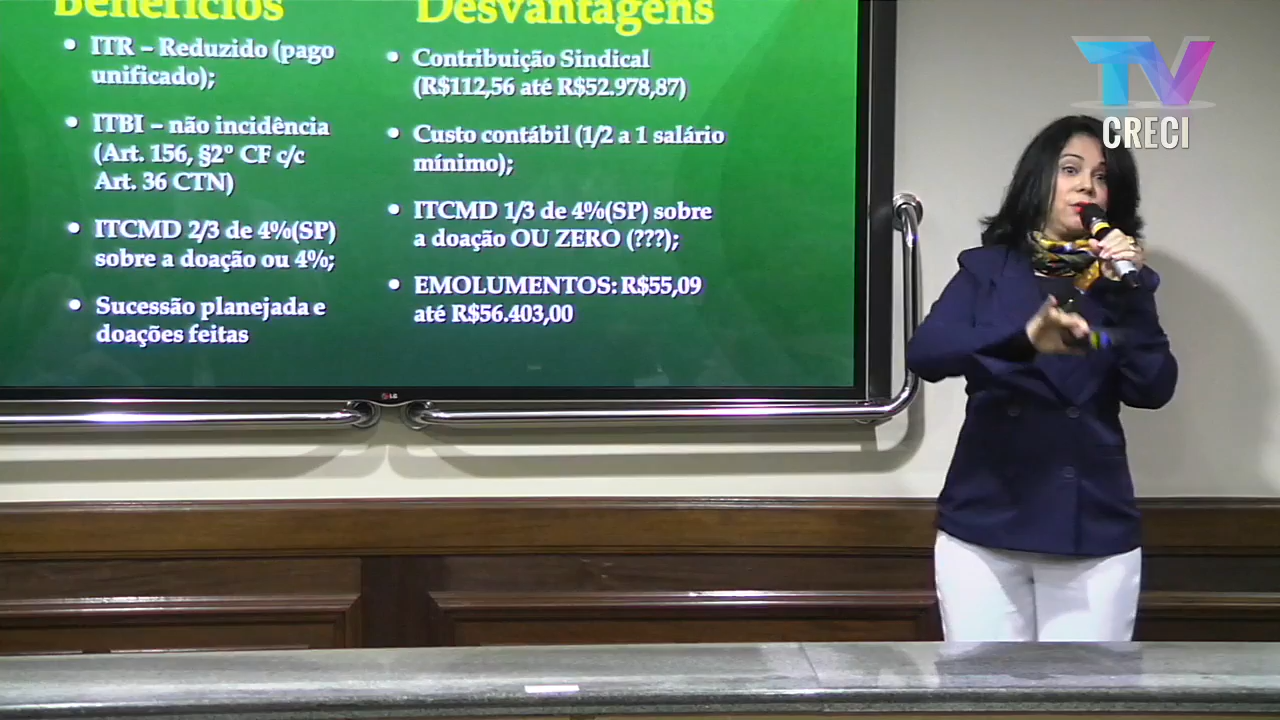 Benefícios
• ITR – Reduzido (pago
unificado);
• ITBI – não incidência
(Art. 156, §2º CF c/c
Art. 36 CTN)
• ITCMD 2/3 de 4%(SP)
sobre a doação ou 4%;
• Sucessão planejada e
doações feitas
Desvantagens
• Contribuição Sindical
(R$112,56 até R$52.978,87)
• Custo contábil (1/2 a 1 salário
mínimo);
• ITCMD 1/3 de 4%(SP) sobre
a doação OU ZERO (???);
• EMOLUMENTOS: R$55,09
até R$56.403,00
LG
TV
CRECI